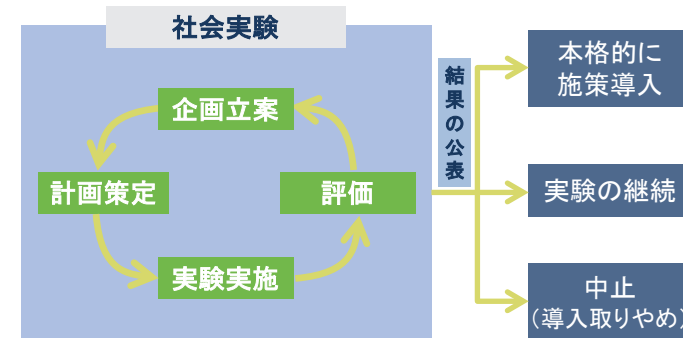 社会実験
企画立案
計画策定
評価
実験実施
結果の公表
本格的に
施策導入
実験の継続
中止
（導入取りやめ）